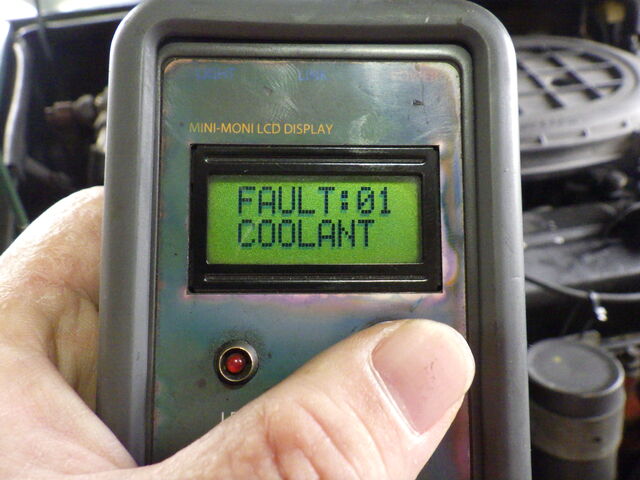 MINI-MONI LCD DISPLAY
FAULT:01
COOLANT